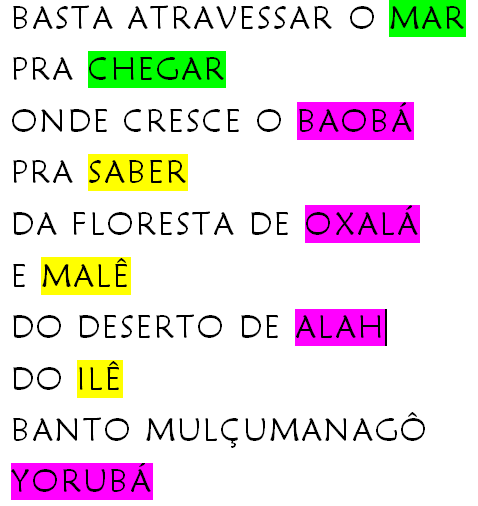 BASTA ATRAVESSAR O MAR
PRA CHEGAR
ONDE CRESCE O BAOBÁ
PRA SABER
DA FLORESTA DE OXALÁ
E MALÊ
DO DESERTO DE ALAH
DO ILÊ
BANTO MULÇUMANAGÔ
YORUBÁ